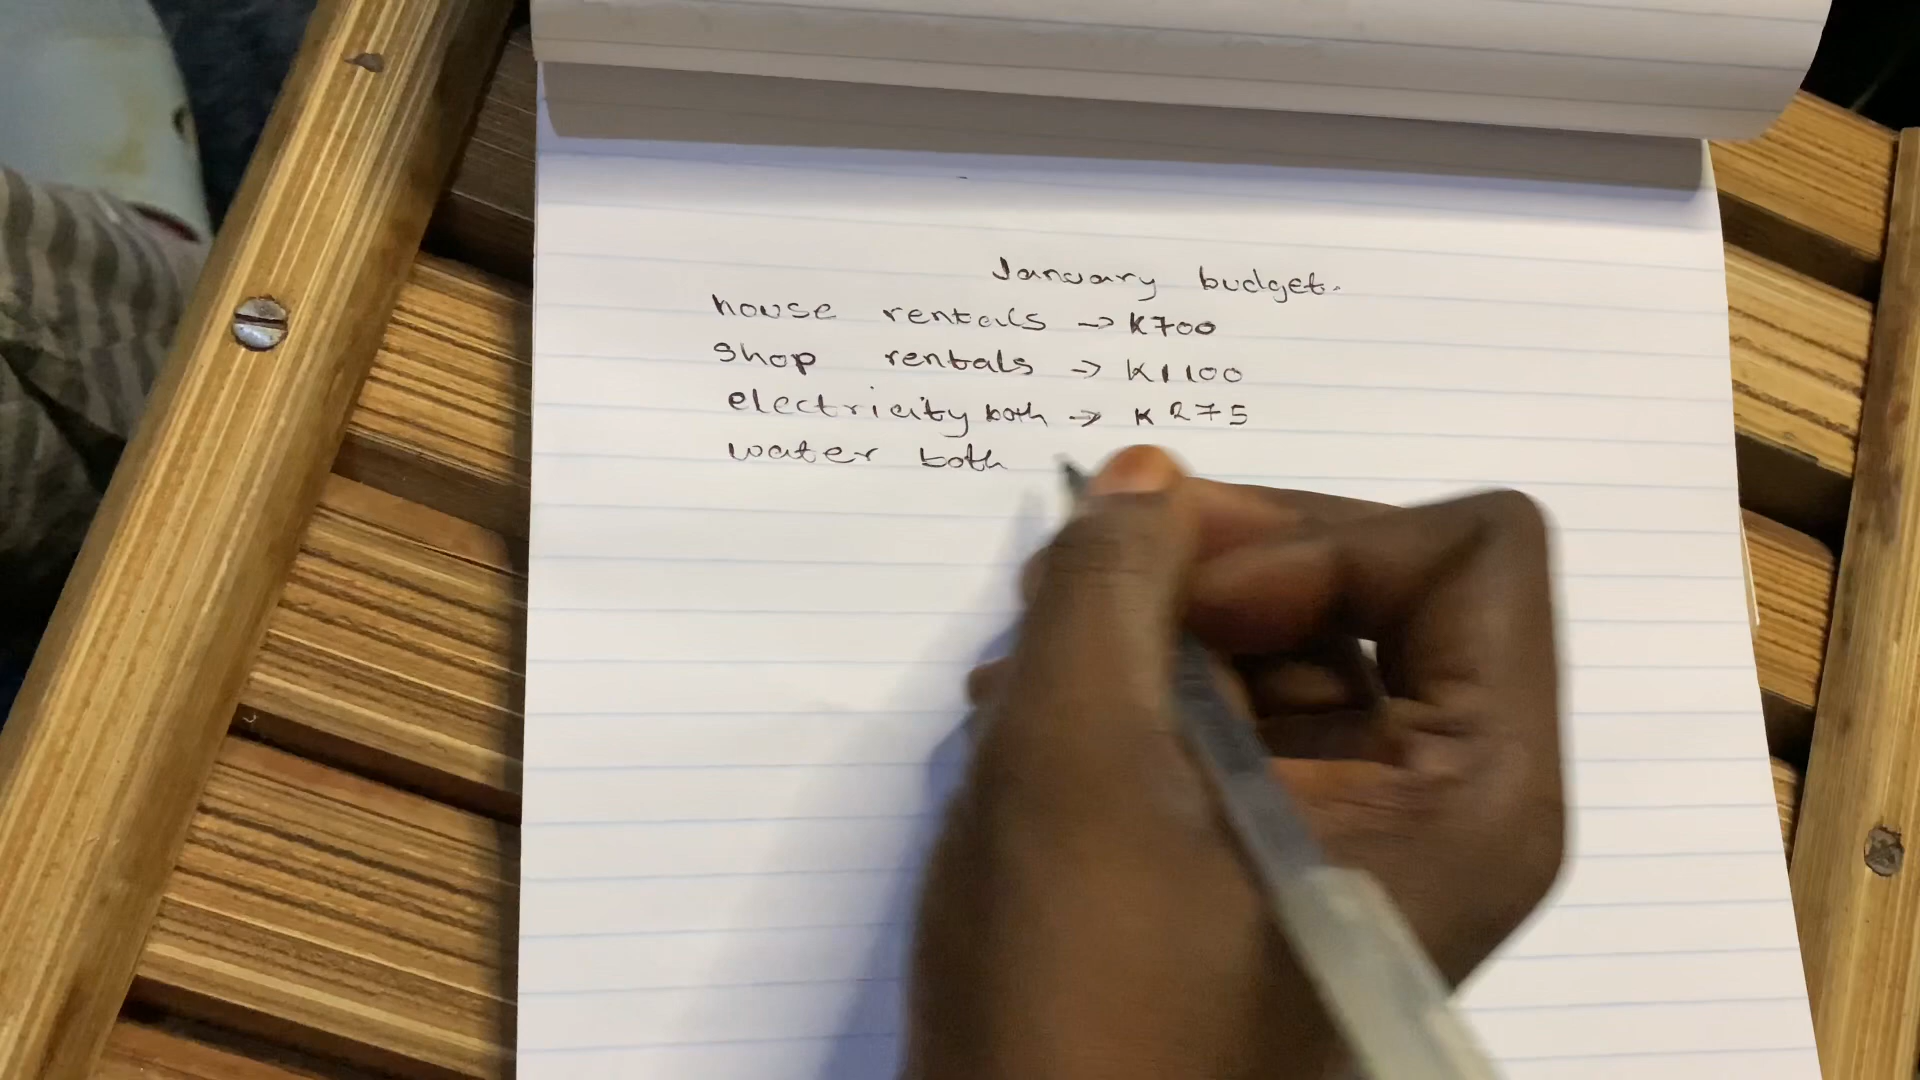 January budget.
house rentals → K700
shop rentals → K1100
electricity both → K275
water both